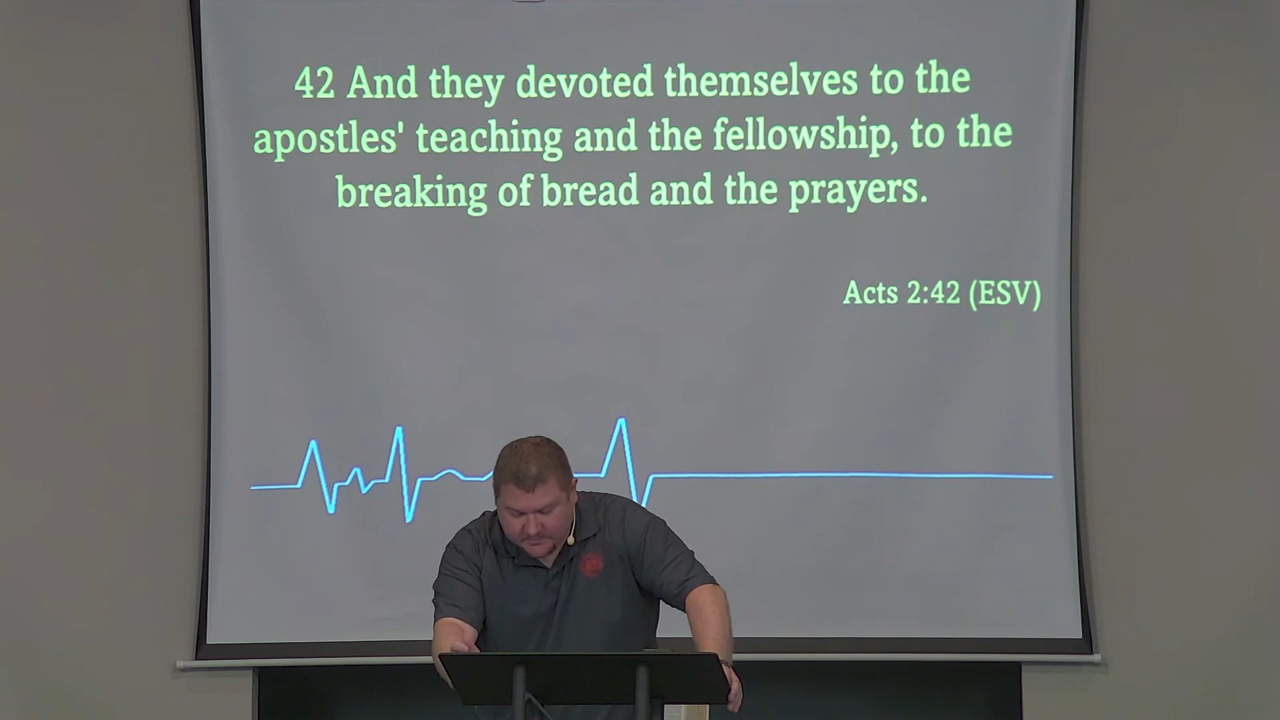 42 And they devoted themselves to the
apostles' teaching and the fellowship, to the
breaking of bread and the prayers.
Acts 2:42 (ESV)